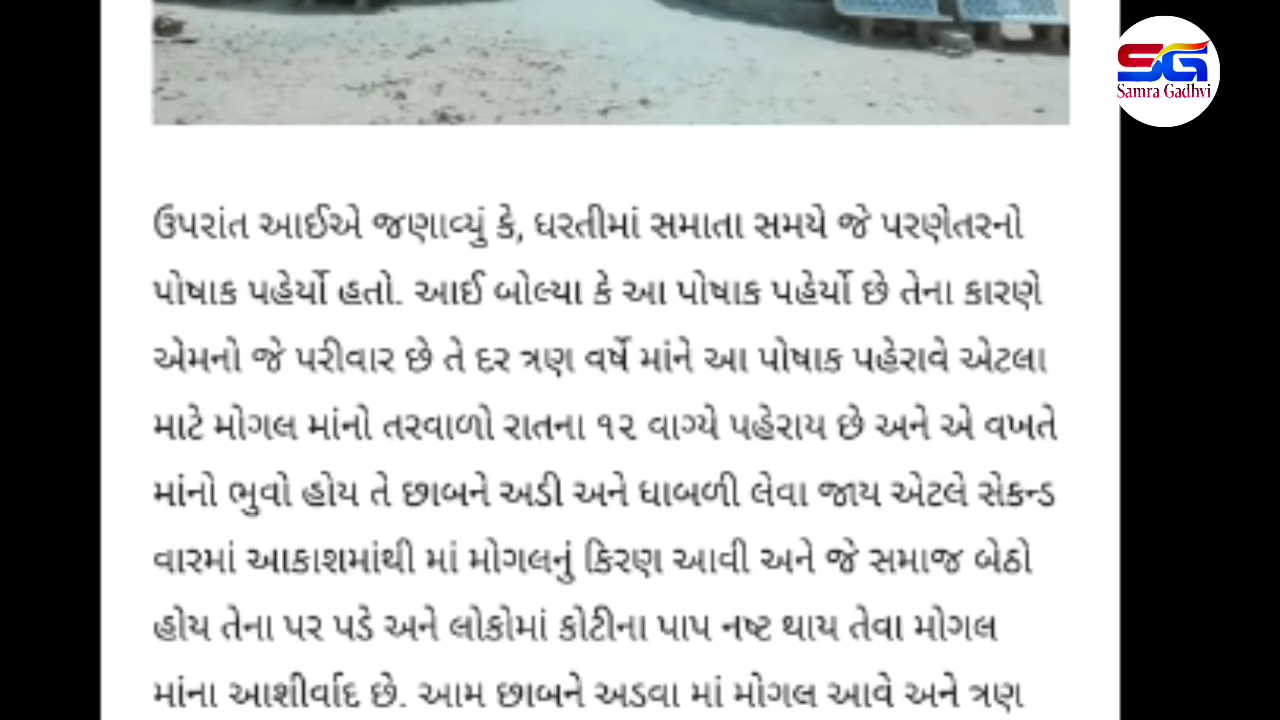 SG
Samra Gadhvi
ઉપરાંત આઈએ જણાવ્યું કે, ધરતીમાં સમાતા સમયે જે પરણેતરનો
પોષાક પહેર્યો હતો. આઈ બોલ્યા કે આ પોષાક પહેર્યો છે તેના કારણે
એમનો જે પરીવાર છે તે દર ત્રણ વર્ષે માંને આ પોષાક પહેરાવે એટલા
માટે મોગલ માંનો તરવાળો રાતના ૧૨ વાગ્યે પહેરાય છે અને એ વખતે
માંનો ભુવો હોય તે છાબને અડી અને ધાબળી લેવા જાય એટલે સેકન્ડ
વારમાં આકાશમાંથી માં મોગલનું કિરણ આવી અને જે સમાજ બેઠો
હોય તેના પર પડે અને લોકોમાં કોટીના પાપ નષ્ટ થાય તેવા મોગલ
માંના આશીર્વાદ છે. આમ છાબને અડવા માં મોગલ આવે અને ત્રણ